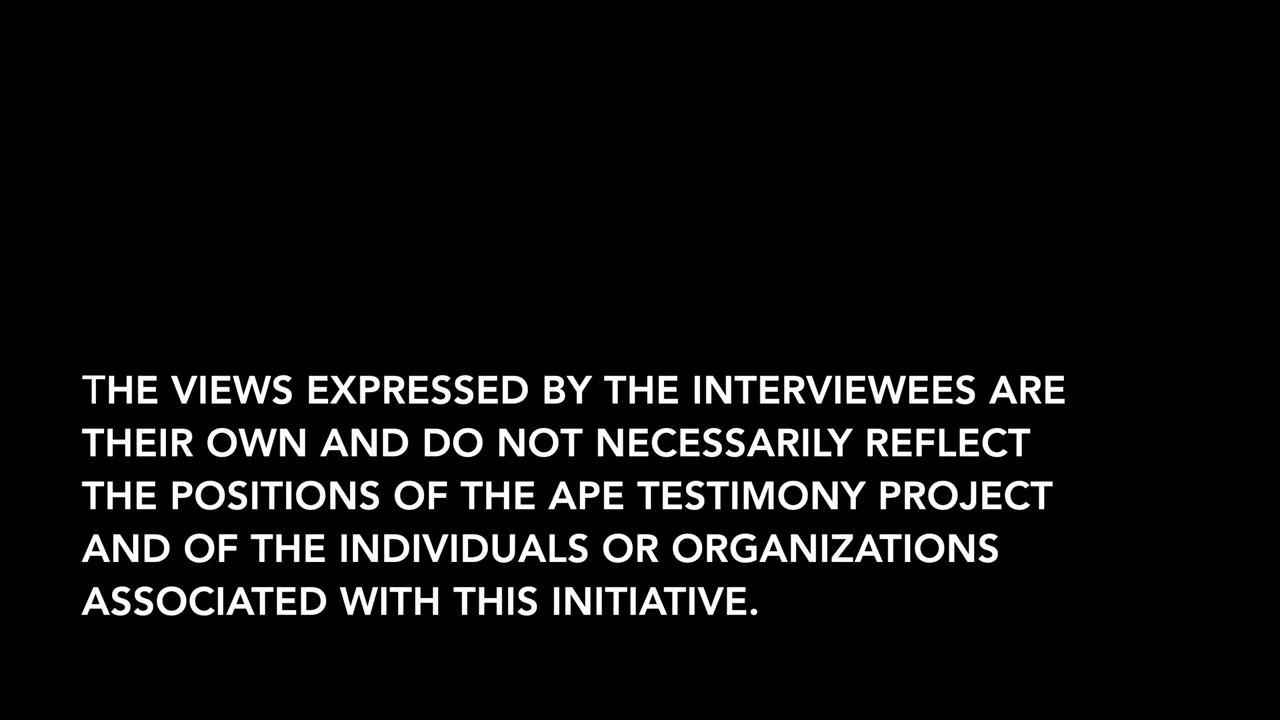 THE VIEWS EXPRESSED BY THE INTERVIEWEES ARE
THEIR OWN AND DO NOT NECESSARILY REFLECT
THE POSITIONS OF THE APE TESTIMONY PROJECT
AND OF THE INDIVIDUALS OR ORGANIZATIONS
ASSOCIATED WITH THIS INITIATIVE.